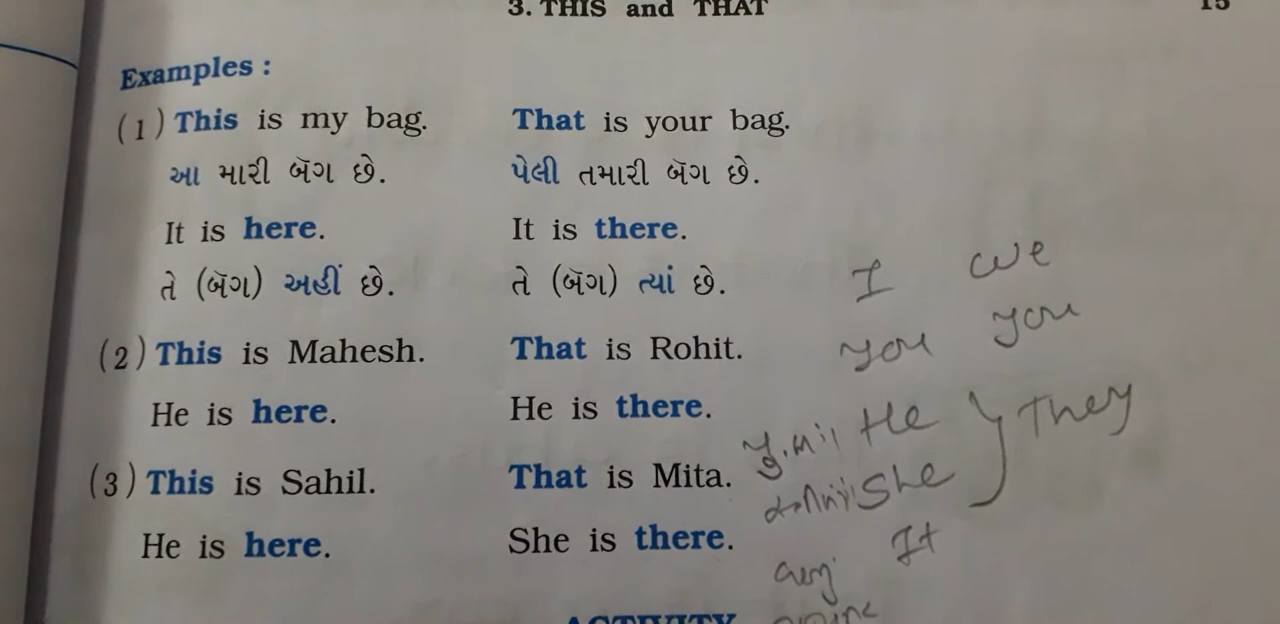 3. THIS and THAT 15
Examples :
(1) This is my bag. That is your bag.
આ મારી બૅગ છે. પેલી તમારી બૅગ છે.
It is here. It is there.
તે (બૅગ) અહીં છે. તે (બૅગ) ત્યાં છે.
(2) This is Mahesh. That is Rohit.
He is here. He is there.
(3) This is Sahil. That is Mita.
He is here. She is there.
ACTIVITY
I we
you you
He } They
She
It